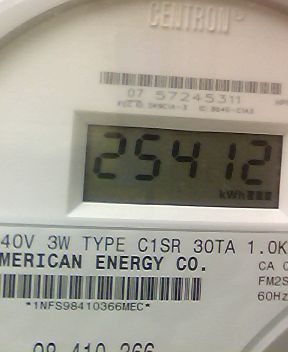 CENTRON
07 57245311
25412
kWh
40V 3W TYPE C1SR 30TA 1.0K
MERICAN ENERGY CO.
CA 0
FM2S
60Hz
*1NFS98410366MEC*
98 410 366